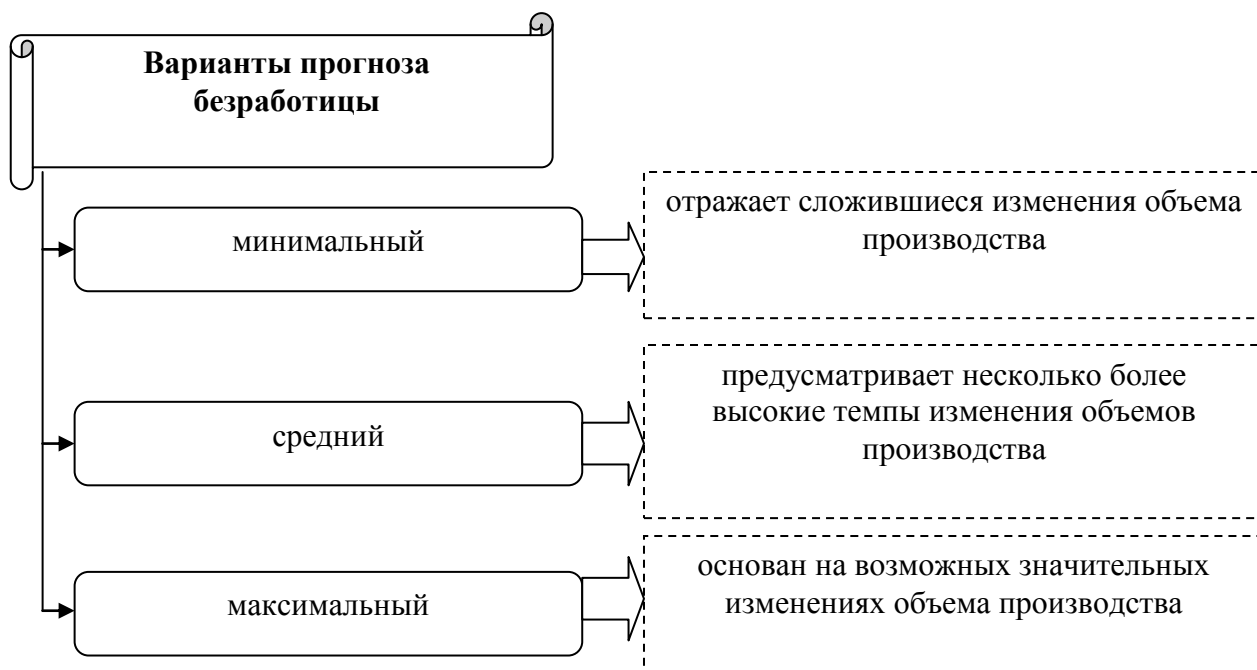 Варианты прогноза
безработицы
минимальный
отражает сложившиеся изменения объема
производства
средний
предусматривает несколько более
высокие темпы изменения объемов
производства
максимальный
основан на возможных значительных
изменениях объема производства